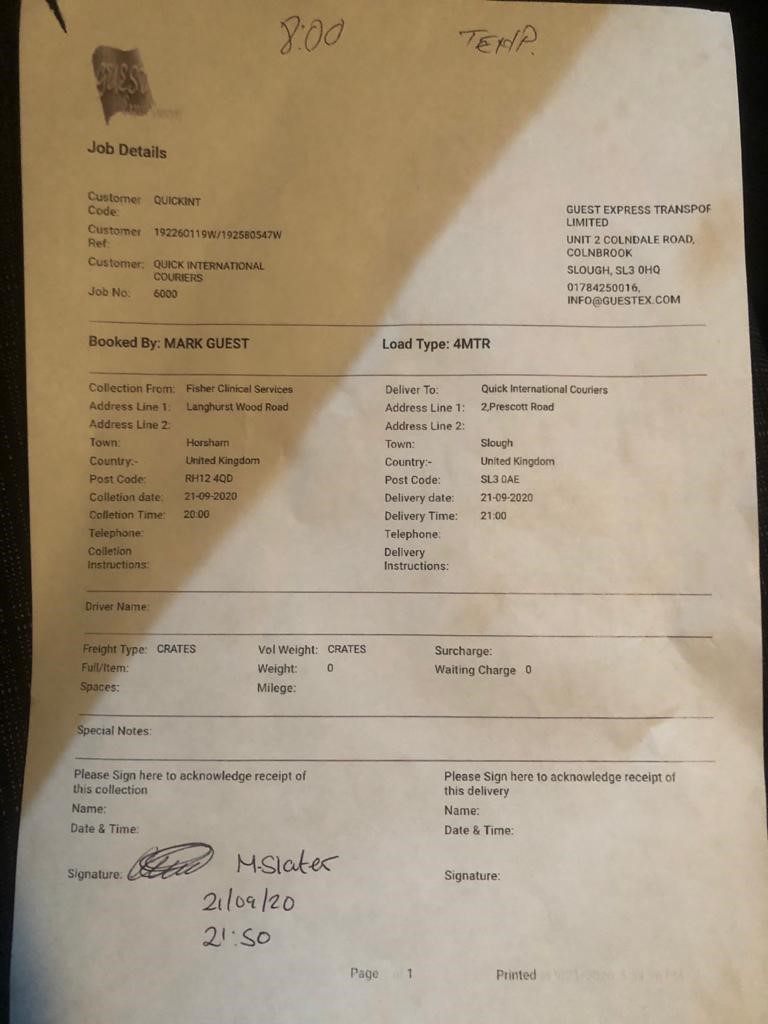 8:00 TEMP.
GUEST
Job Details
Customer Code: QUICKINT
Customer Ref: 192260119W/192580547W
Customer: QUICK INTERNATIONAL COURIERS
Job No: 6000
GUEST EXPRESS TRANSPOR
LIMITED
UNIT 2 COLNDALE ROAD,
COLNBROOK
SLOUGH, SL3 0HQ
01784250016,
INFO@GUESTEX.COM
Booked By: MARK GUEST Load Type: 4MTR
Collection From: Fisher Clinical Services Deliver To: Quick International Couriers
Address Line 1: Langhurst Wood Road Address Line 1: 2,Prescott Road
Address Line 2: Address Line 2:
Town: Horsham Town: Slough
Country:- United Kingdom Country:- United Kingdom
Post Code: RH12 4QD Post Code: SL3 0AE
Colletion date: 21-09-2020 Delivery date: 21-09-2020
Colletion Time: 20:00 Delivery Time: 21:00
Telephone: Telephone:
Colletion Delivery
Instructions: Instructions:
Driver Name:
Freight Type: CRATES Vol Weight: CRATES Surcharge:
Full/Item: Weight: 0 Waiting Charge 0
Spaces: Milege:
Special Notes:
Please Sign here to acknowledge receipt of Please Sign here to acknowledge receipt of
this collection this delivery
Name: Name:
Date & Time: Date & Time:
Signature: M.Slater Signature:
21/09/20
21:50
Page 1 Printed